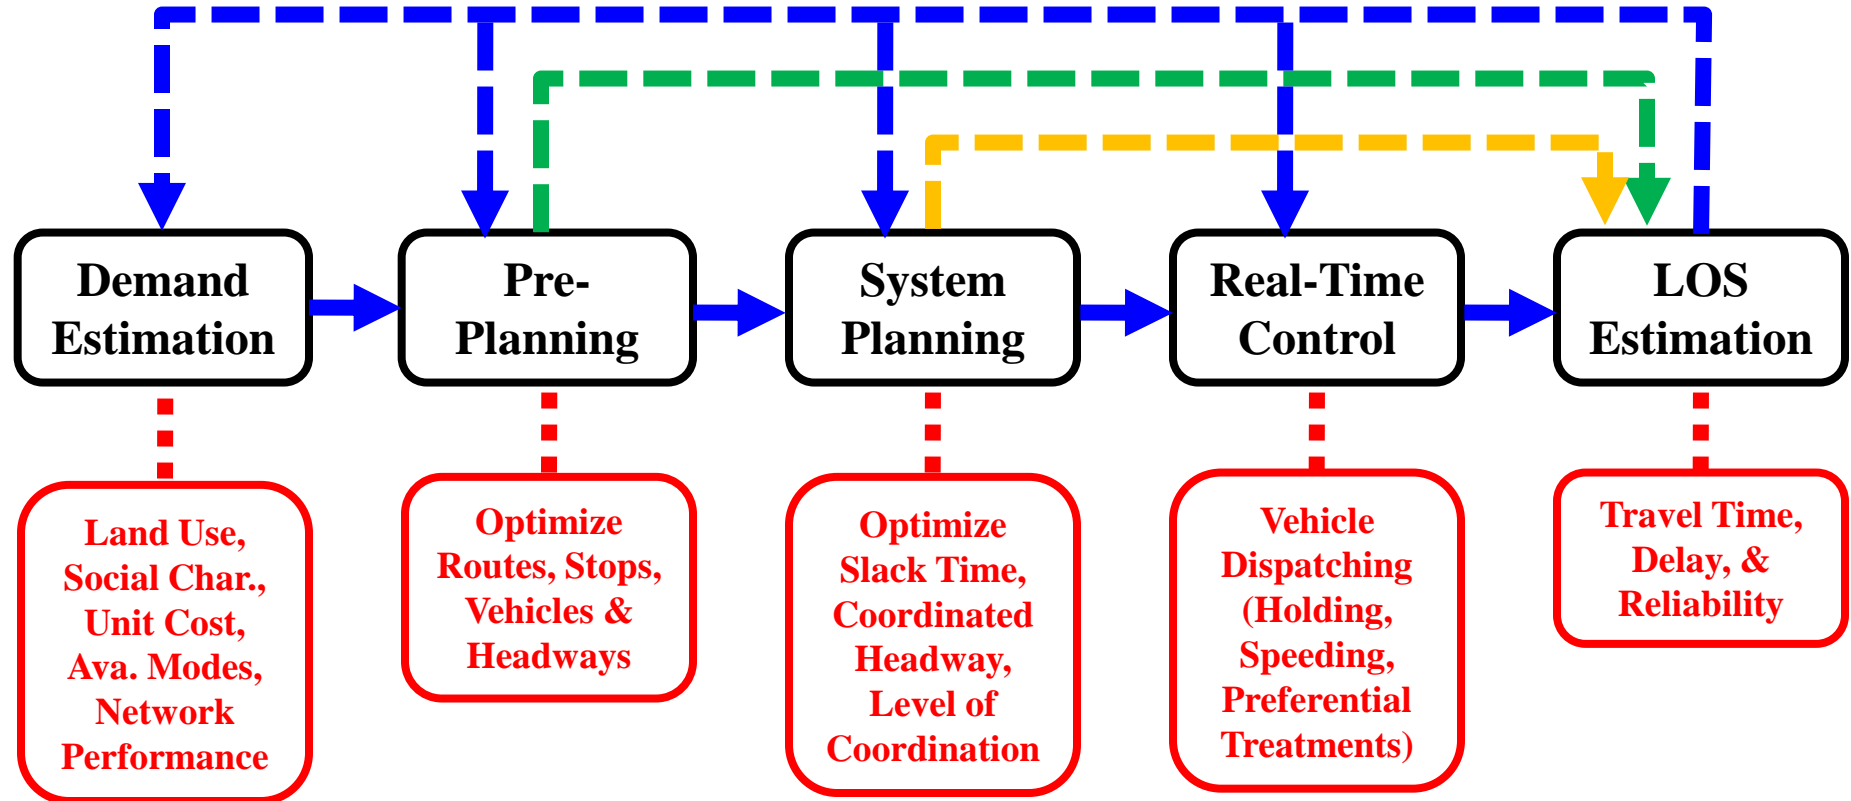 Demand
Estimation
Pre-
Planning
System
Planning
Real-Time
Control
LOS
Estimation
Land Use,
Social Char.,
Unit Cost,
Ava. Modes,
Network
Performance
Optimize
Routes, Stops,
Vehicles &
Headways
Optimize
Slack Time,
Coordinated
Headway,
Level of
Coordination
Vehicle
Dispatching
(Holding,
Speeding,
Preferential
Treatments)
Travel Time,
Delay, &
Reliability